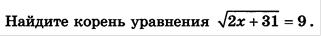 Найдите корень уравнения √(2x + 31) = 9 .